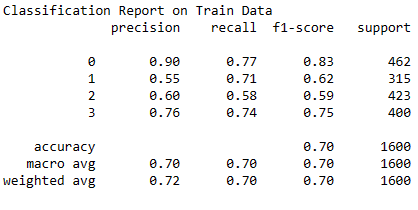 Classification Report on Train Data
precision recall f1-score support
0 0.90 0.77 0.83 462
1 0.55 0.71 0.62 315
2 0.60 0.58 0.59 423
3 0.76 0.74 0.75 400
accuracy 0.70 1600
macro avg 0.70 0.70 0.70 1600
weighted avg 0.72 0.70 0.70 1600